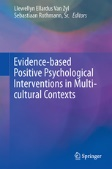 Llewellyn Ellardus Van Zyl
Sebastiaan Rothmann, Sr. Editors
Evidence-based
Positive Psychological
Interventions in Multi-
cultural Contexts
Springer